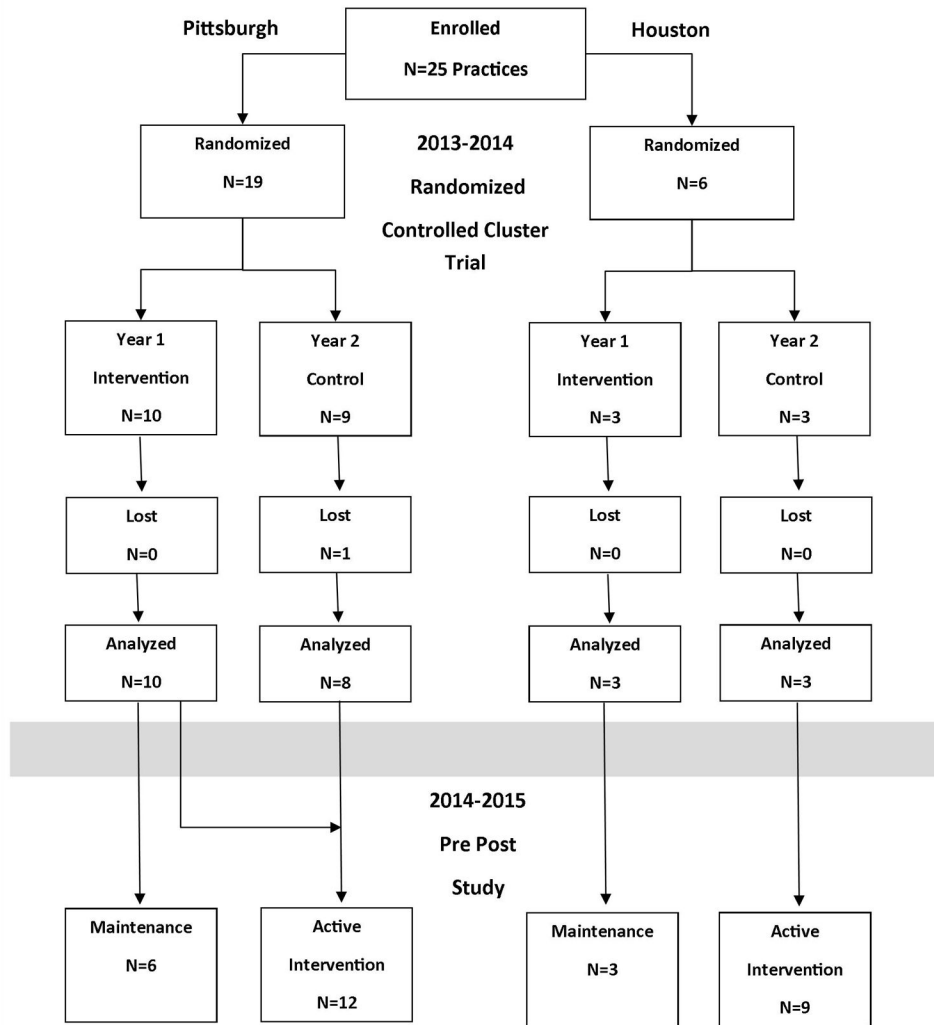 Pittsburgh
Enrolled
N=25 Practices
Houston
Randomized
N=19
2013-2014
Randomized
Controlled Cluster
Trial
Randomized
N=6
Year 1
Intervention
N=10
Year 2
Control
N=9
Year 1
Intervention
N=3
Year 2
Control
N=3
Lost
N=0
Lost
N=1
Lost
N=0
Lost
N=0
Analyzed
N=10
Analyzed
N=8
Analyzed
N=3
Analyzed
N=3
2014-2015
Pre Post
Study
Maintenance
N=6
Active
Intervention
N=12
Maintenance
N=3
Active
Intervention
N=9